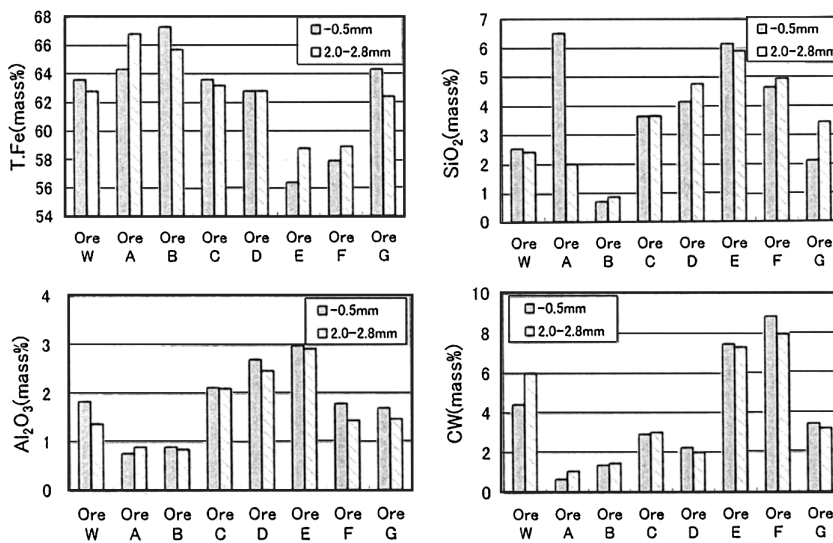 68
66
64
62
60
58
56
54
T.Fe(mass%)
-0.5mm
2.0-2.8mm
Ore Ore Ore Ore Ore Ore Ore Ore
W A B C D E F G
7
6
5
4
3
2
1
0
SiO₂(mass%)
-0.5mm
2.0-2.8mm
Ore Ore Ore Ore Ore Ore Ore Ore
W A B C D E F G
4
3
2
1
0
Al₂O₃(mass%)
-0.5mm
2.0-2.8mm
Ore Ore Ore Ore Ore Ore Ore Ore
W A B C D E F G
10
8
6
4
2
0
CW(mass%)
-0.5mm
2.0-2.8mm
Ore Ore Ore Ore Ore Ore Ore Ore
W A B C D E F G